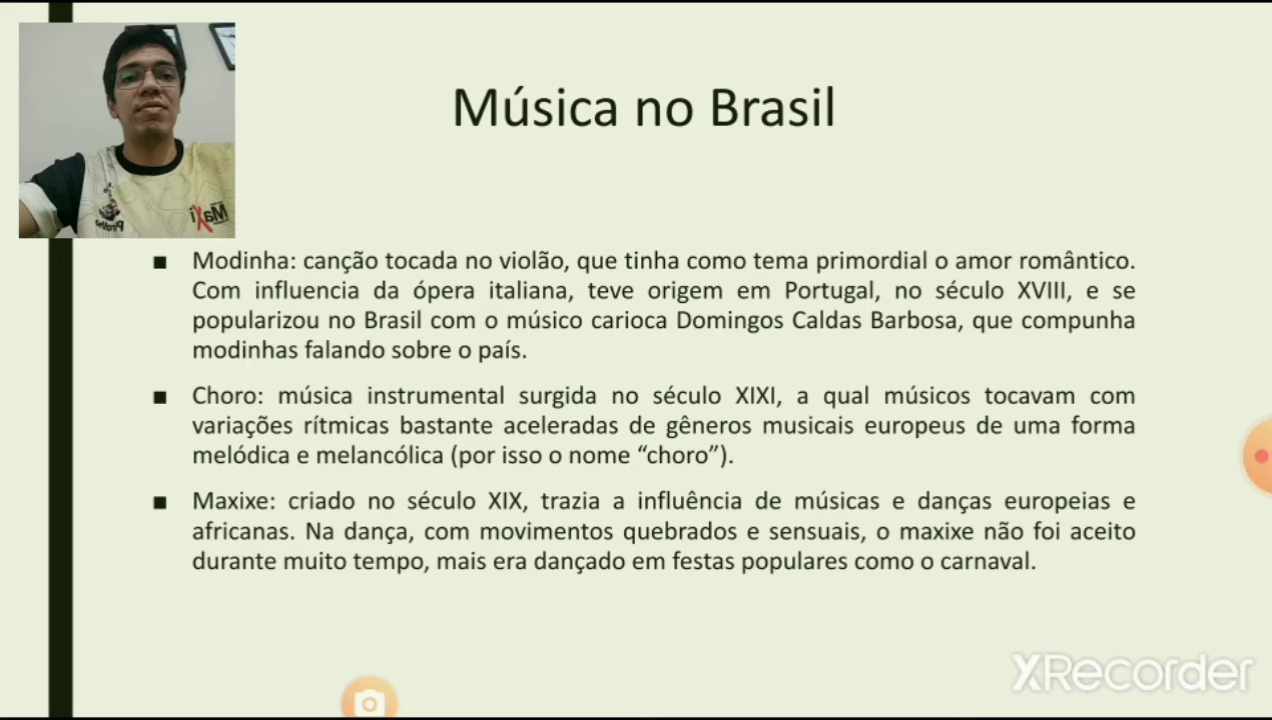 Música no Brasil
MaXi
Modinha: canção tocada no violão, que tinha como tema primordial o amor romântico.
Com influencia da ópera italiana, teve origem em Portugal, no século XVIII, e se
popularizou no Brasil com o músico carioca Domingos Caldas Barbosa, que compunha
modinhas falando sobre o país.
Choro: música instrumental surgida no século XIXI, a qual músicos tocavam com
variações rítmicas bastante aceleradas de gêneros musicais europeus de uma forma
melódica e melancólica (por isso o nome “choro”).
Maxixe: criado no século XIX, trazia a influência de músicas e danças europeias e
africanas. Na dança, com movimentos quebrados e sensuais, o maxixe não foi aceito
durante muito tempo, mais era dançado em festas populares como o carnaval.
XRecorder